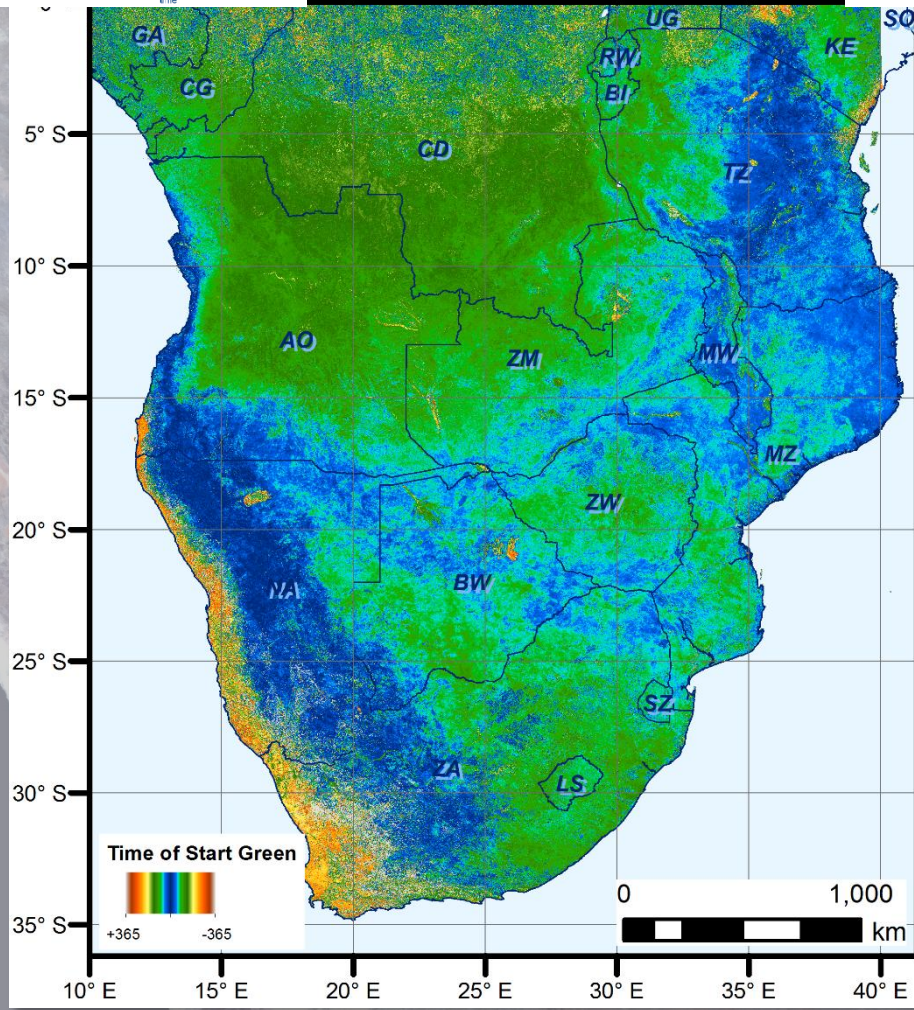 time
UG
SO
GA
RW
KE
CG
BI
5° S
CD
TZ
10° S
AO
ZM
MW
15° S
MZ
ZW
20° S
NA
BW
25° S
SZ
ZA
30° S
LS
Time of Start Green
+365 -365
0 1,000
km
35° S
10° E 15° E 20° E 25° E 30° E 35° E 40° E